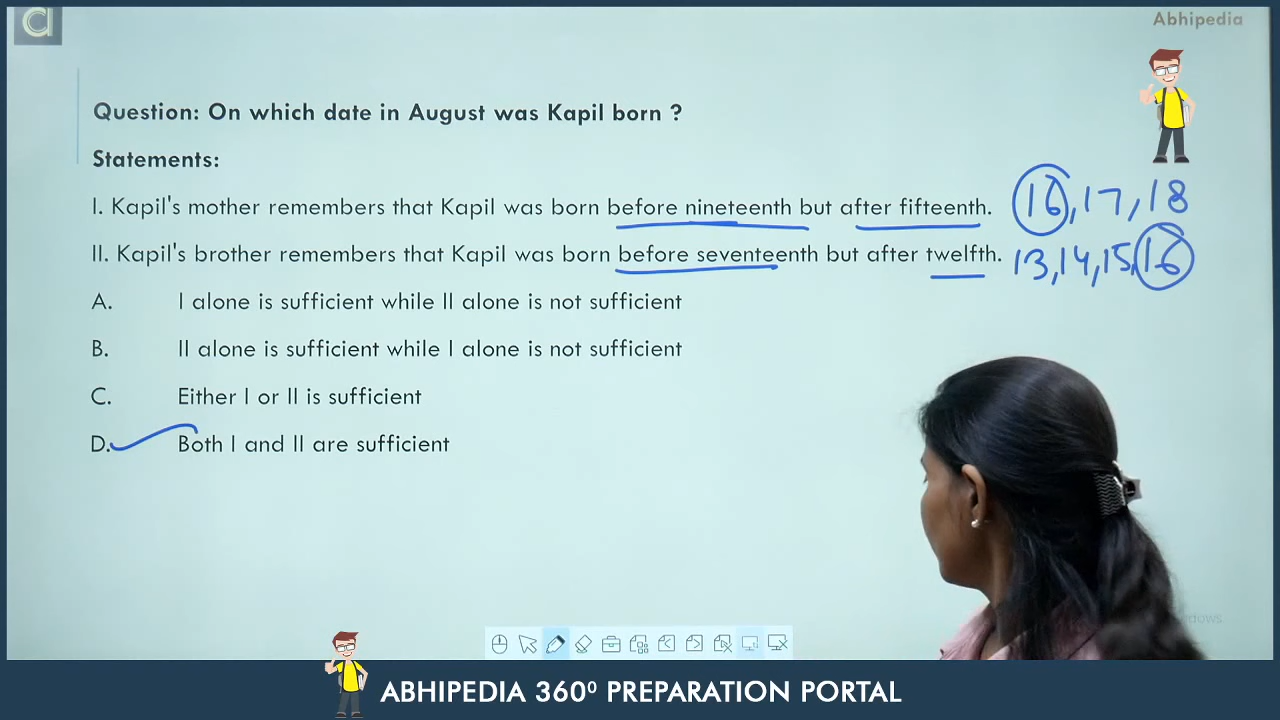 a
Abhipedia
Question: On which date in August was Kapil born ?
Statements:
I. Kapil's mother remembers that Kapil was born before nineteenth but after fifteenth. 16, 17, 18
II. Kapil's brother remembers that Kapil was born before seventeenth but after twelfth. 13, 14, 15, 16
A. I alone is sufficient while II alone is not sufficient
B. II alone is sufficient while I alone is not sufficient
C. Either I or II is sufficient
D. Both I and II are sufficient
ABHIPEDIA 360⁰ PREPARATION PORTAL